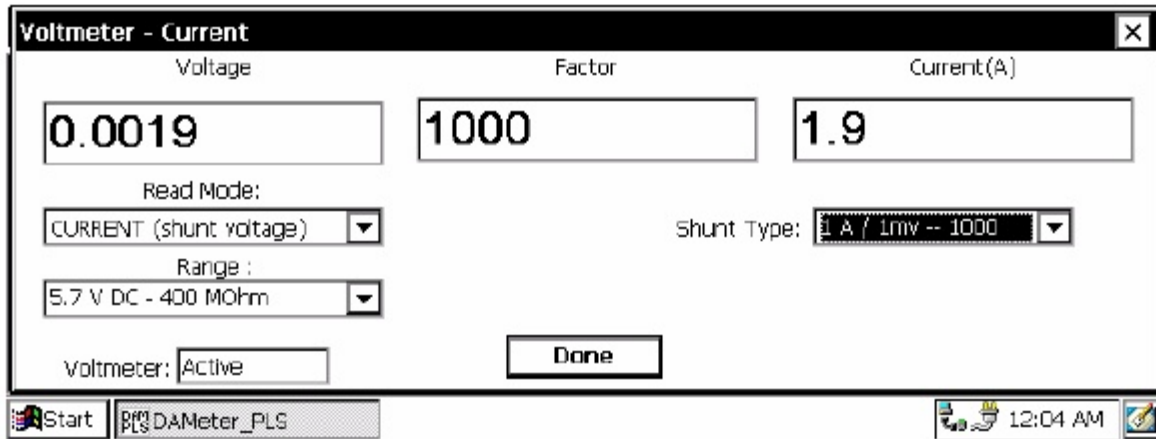 Voltmeter - Current
Voltage Factor Current(A)
0.0019 1000 1.9
Read Mode:
CURRENT (shunt voltage) Shunt Type: 1 A / 1mv -- 1000
Range :
5.7 V DC - 400 MOhm
Voltmeter: Active Done
Start DAMeter_PLS 12:04 AM